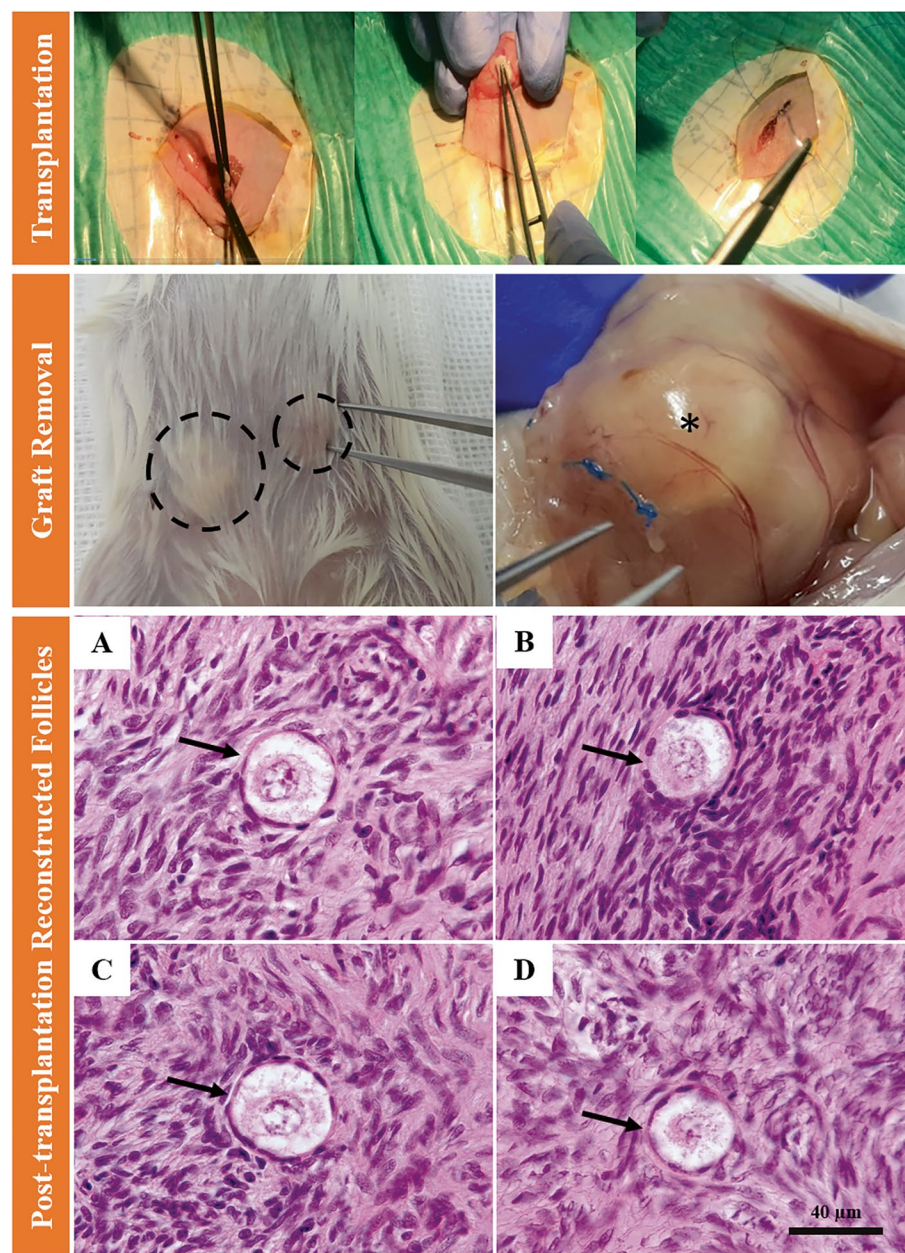 Transplantation
Graft Removal
*
Post-transplantation Reconstructed Follicles
A
B
C
D
40 µm